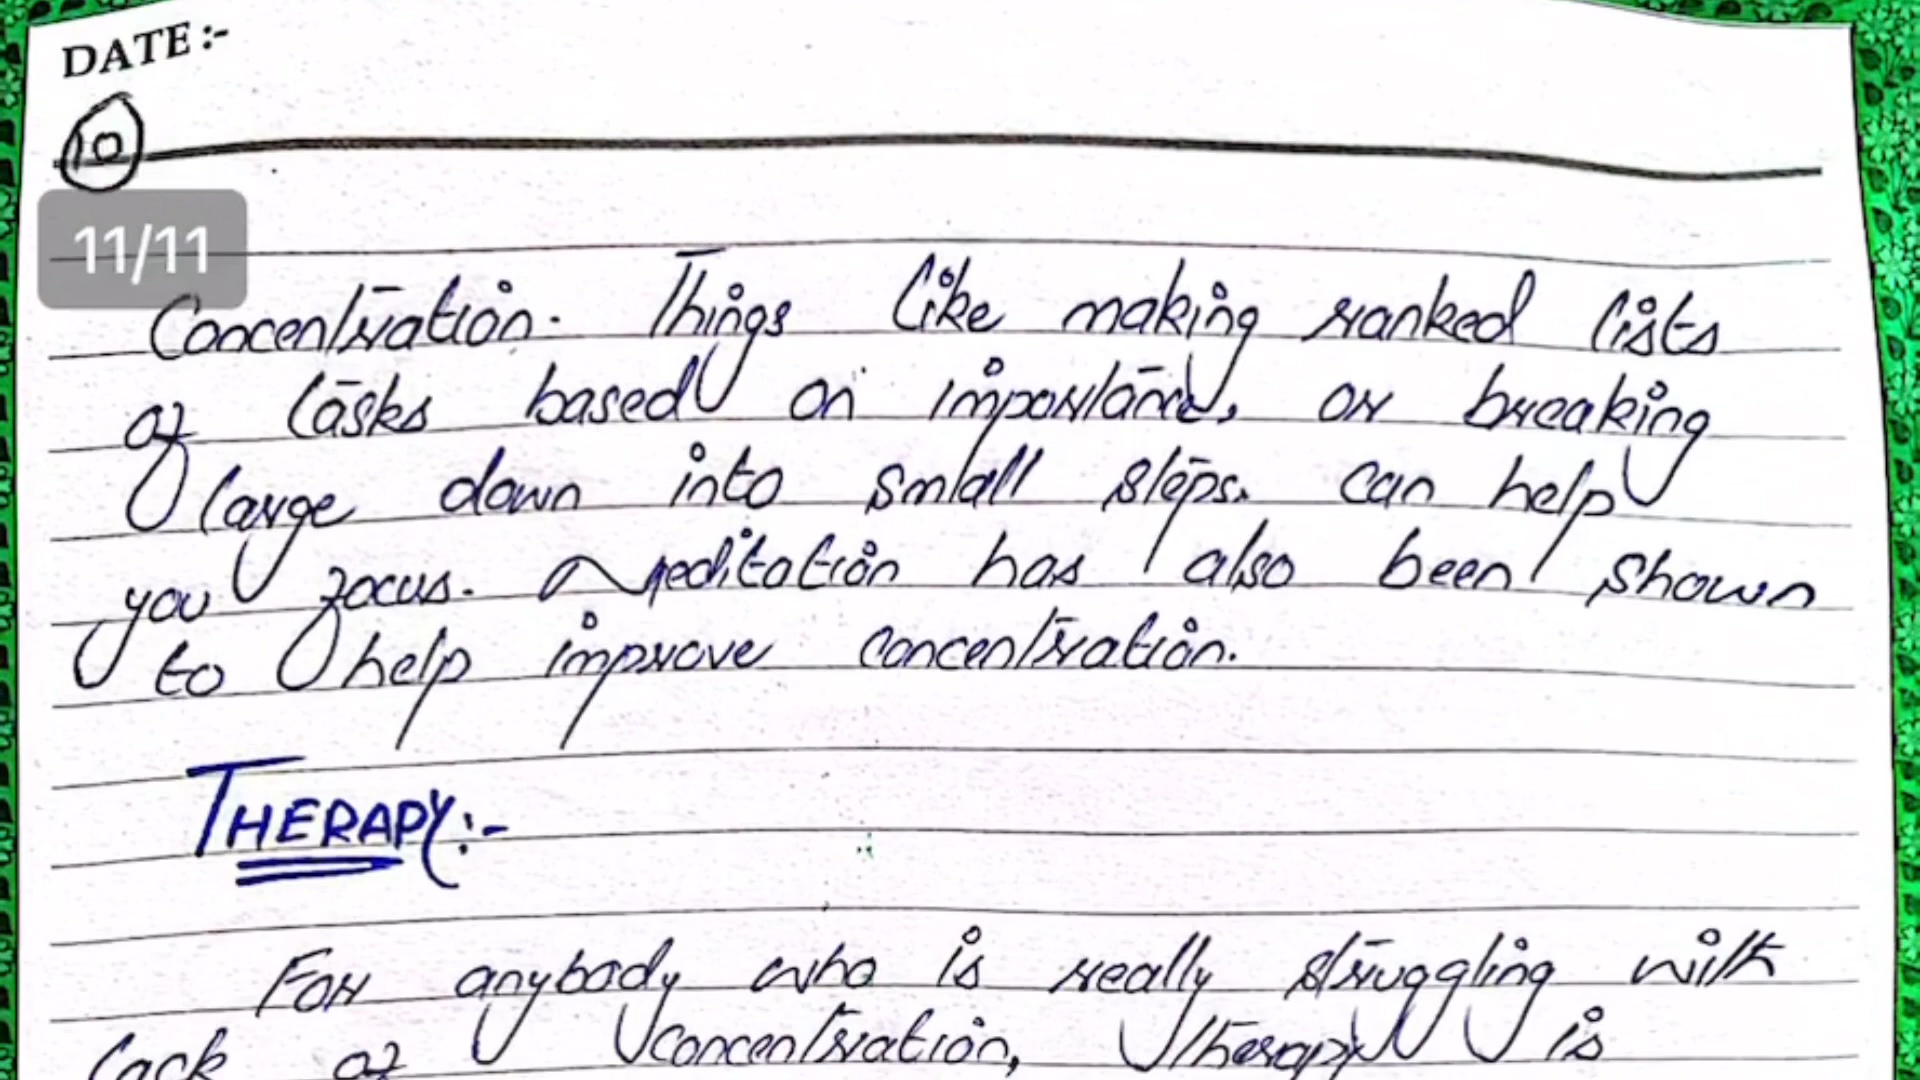 DATE :-
10
11/11
Concentration. Things like making ranked lists
of tasks based on importance, or breaking
large down into small steps. can help
you focus. Meditation has also been shown
to help improve concentration.
THERAPY:-
For anybody who is really struggling with
lack of concentration, therapy is